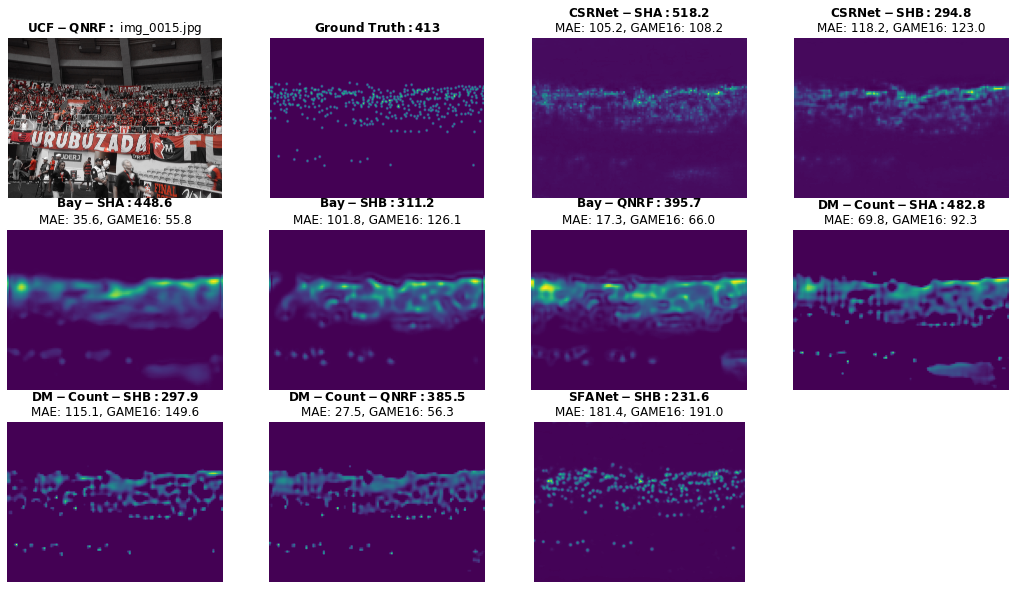 UCF-QNRF: img_0015.jpg
Ground Truth:413
CSRNet-SHA:518.2
MAE: 105.2, GAME16: 108.2
CSRNet-SHB:294.8
MAE: 118.2, GAME16: 123.0
URUBUZADA
FL
Bay-SHA:448.6
MAE: 35.6, GAME16: 55.8
Bay-SHB:311.2
MAE: 101.8, GAME16: 126.1
Bay-QNRF:395.7
MAE: 17.3, GAME16: 66.0
DM-Count-SHA:482.8
MAE: 69.8, GAME16: 92.3
DM-Count-SHB:297.9
MAE: 115.1, GAME16: 149.6
DM-Count-QNRF:385.5
MAE: 27.5, GAME16: 56.3
SFANet-SHB:231.6
MAE: 181.4, GAME16: 191.0